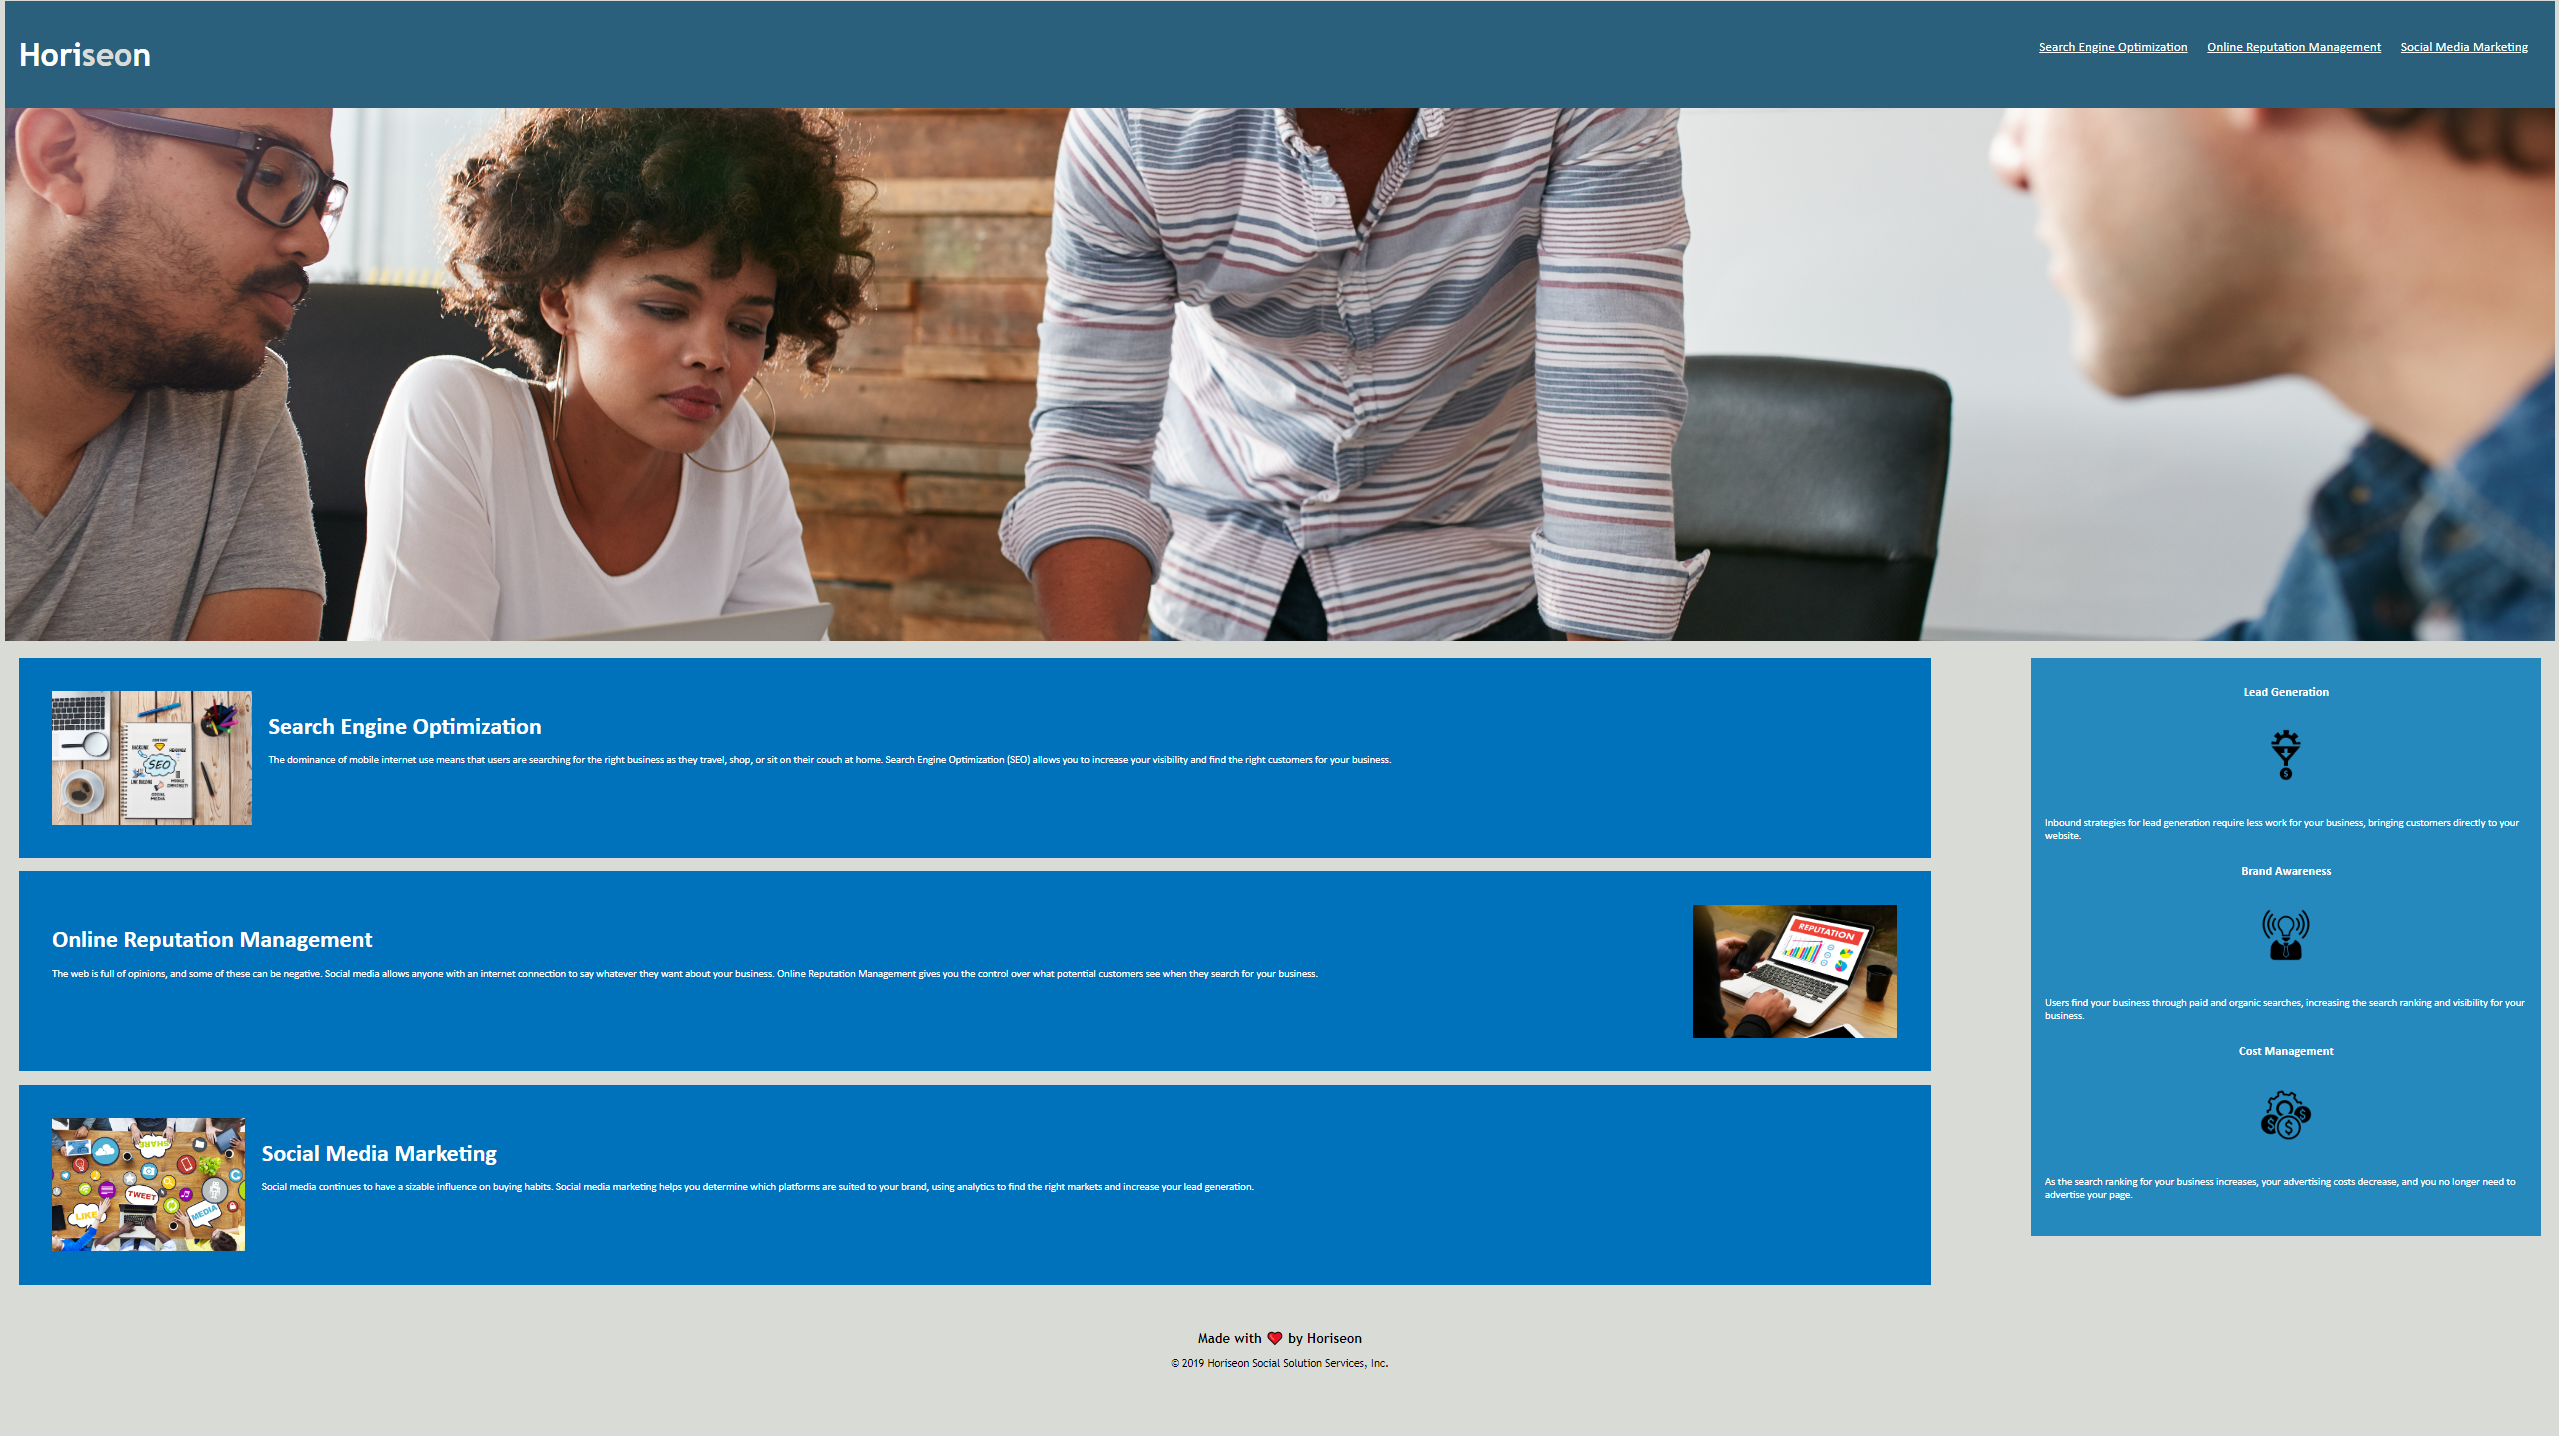 Horiseon
Search Engine Optimization
Online Reputation Management
Social Media Marketing
SEO
Search Engine Optimization
The dominance of mobile internet use means that users are searching for the right business as they travel, shop, or sit on their couch at home. Search Engine Optimization (SEO) allows you to increase your visibility and find the right customers for your business.
Online Reputation Management
The web is full of opinions, and some of these can be negative. Social media allows anyone with an internet connection to say whatever they want about your business. Online Reputation Management gives you the control over what potential customers see when they search for your business.
REPUTATION
SHARE
TWEET
LIKE
MEDIA
Social Media Marketing
Social media continues to have a sizable influence on buying habits. Social media marketing helps you determine which platforms are suited to your brand, using analytics to find the right markets and increase your lead generation.
Lead Generation
Inbound strategies for lead generation require less work for your business, bringing customers directly to your
website.
Brand Awareness
Users find your business through paid and organic searches, increasing the search ranking and visibility for your
business.
Cost Management
As the search ranking for your business increases, your advertising costs decrease, and you no longer need to
advertise your page.
Made with ❤️ by Horiseon
© 2019 Horiseon Social Solution Services, Inc.